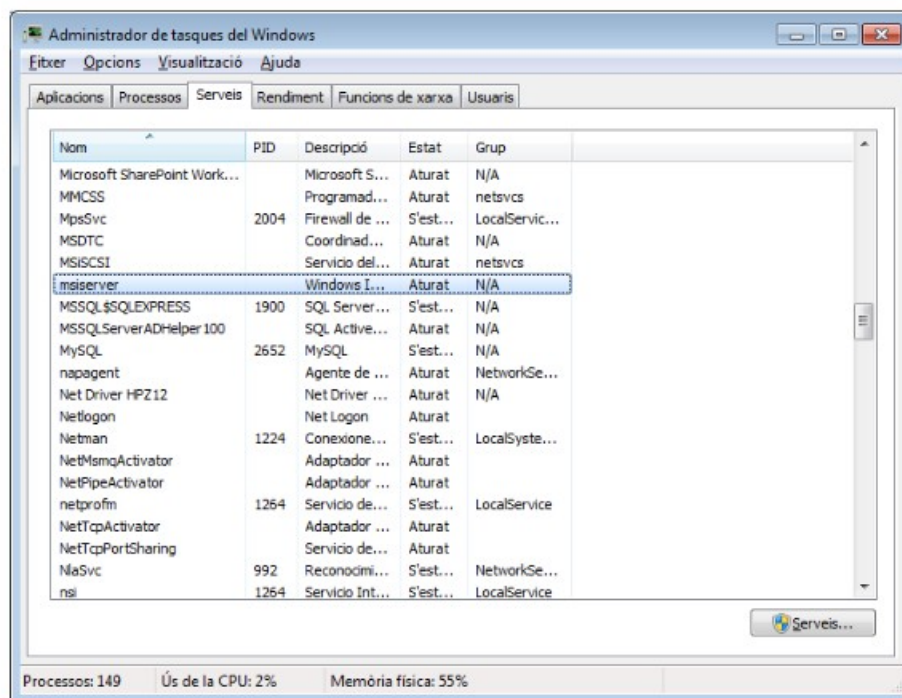 Administrador de tasques del Windows
Fitxer Opcions Visualització Ajuda
Aplicacions Processos Serveis Rendiment Funcions de xarxa Usuaris
Nom PID Descripció Estat Grup
Microsoft SharePoint Work... Microsoft S... Aturat N/A
MMCSS Programad... Aturat netsvcs
MpsSvc 2004 Firewall de ... S'est... LocalServic...
MSDTC Coordinad... Aturat N/A
MSiSCSI Servicio del... Aturat netsvcs
msiserver Windows I... Aturat N/A
MSSQL$SQLEXPRESS 1900 SQL Server... S'est... N/A
MSSQLServerADHelper100 SQL Active... Aturat N/A
MySQL 2652 MySQL S'est... N/A
napagent Agente de ... Aturat NetworkSe...
Net Driver HPZ12 Net Driver ... Aturat N/A
Netlogon Net Logon Aturat
Netman 1224 Conexione... S'est... LocalSyste...
NetMsmqActivator Adaptador ... Aturat
NetPipeActivator Adaptador ... Aturat
netprofm 1264 Servicio de... S'est... LocalService
NetTcpActivator Adaptador ... Aturat
NetTcpPortSharing Servicio de... Aturat
NlaSvc 992 Reconocimi... S'est... NetworkSe...
nsi 1264 Servicio Int... S'est... LocalService
Serveis...
Processos: 149 Ús de la CPU: 2% Memòria física: 55%